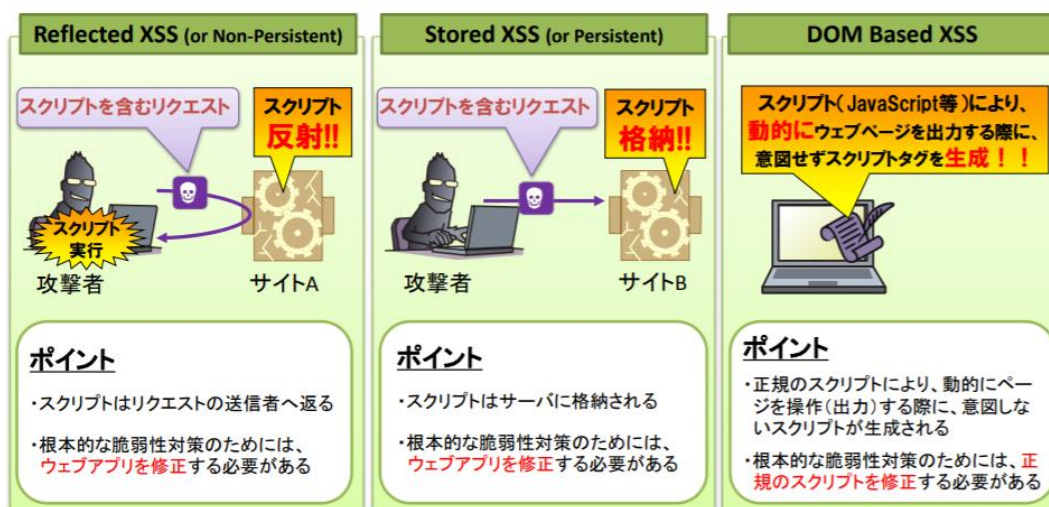 Reflected XSS (or Non-Persistent)
スクリプトを含むリクエスト
スクリプト
反射!!
スクリプト
実行
攻撃者
サイトA
ポイント
・スクリプトはリクエストの送信者へ返る
・根本的な脆弱性対策のためには、
ウェブアプリを修正する必要がある
Stored XSS (or Persistent)
スクリプトを含むリクエスト
スクリプト
格納!!
攻撃者
サイトB
ポイント
・スクリプトはサーバに格納される
・根本的な脆弱性対策のためには、
ウェブアプリを修正する必要がある
DOM Based XSS
スクリプト(JavaScript等)により、
動的にウェブページを出力する際に、
意図せずスクリプトタグを生成！！
ポイント
・正規のスクリプトにより、動的にペー
ジを操作(出力)する際に、意図しな
いスクリプトが生成される
・根本的な脆弱性対策のためには、正
規のスクリプトを修正する必要がある